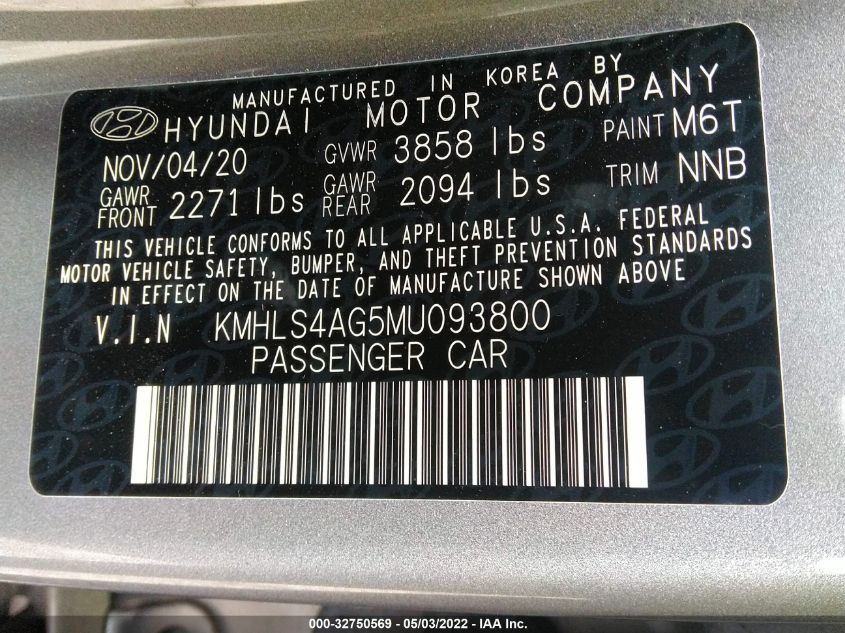 MANUFACTURED IN KOREA BY
HYUNDAI MOTOR COMPANY
NOV/04/20 GVWR 3858 lbs PAINT M6T
GAWR FRONT 2271 lbs GAWR REAR 2094 lbs TRIM NNB
THIS VEHICLE CONFORMS TO ALL APPLICABLE U.S.A. FEDERAL
MOTOR VEHICLE SAFETY, BUMPER, AND THEFT PREVENTION STANDARDS
IN EFFECT ON THE DATE OF MANUFACTURE SHOWN ABOVE
V.I.N KMHLS4AG5MU093800
PASSENGER CAR
000-32750569 - 05/03/2022 - IAA Inc.